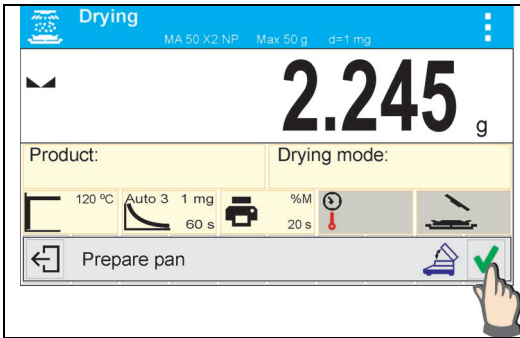 Drying
MA 50 X2.NP Max 50 g d=1 mg
2.245 g
Product: Drying mode:
120 °C Auto 3 1 mg %M
60 s 20 s
Prepare pan